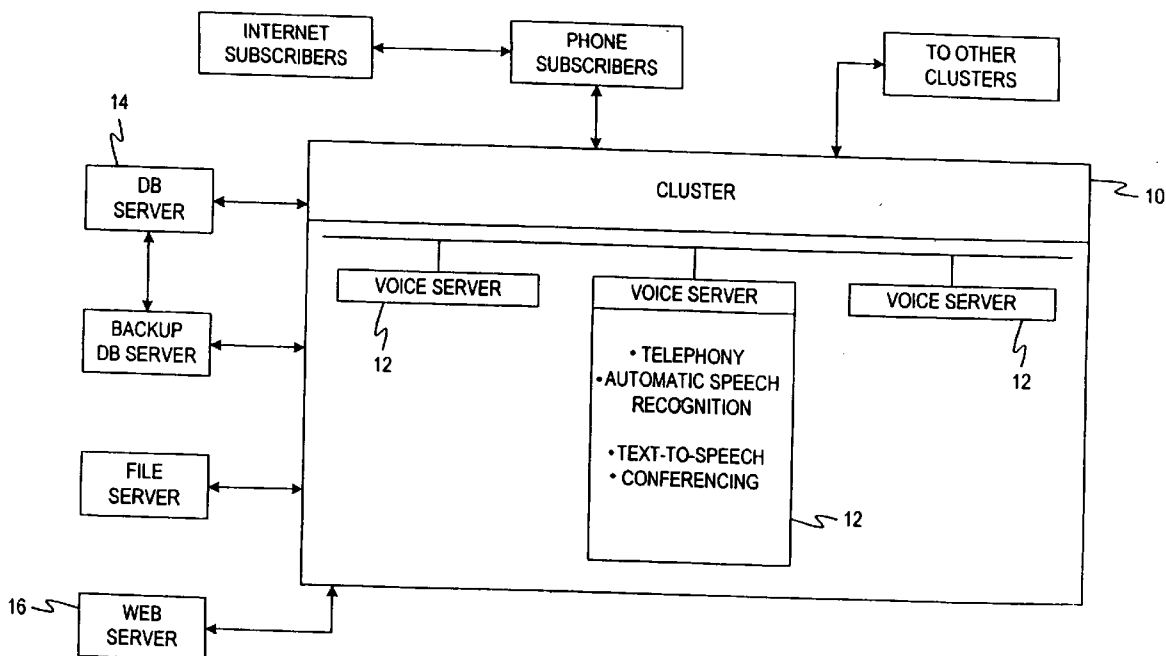 INTERNET
SUBSCRIBERS
PHONE
SUBSCRIBERS
TO OTHER
CLUSTERS
14
DB
SERVER
CLUSTER
10
VOICE SERVER
VOICE SERVER
VOICE SERVER
BACKUP
DB SERVER
12
• TELEPHONY
• AUTOMATIC SPEECH
RECOGNITION
12
• TEXT-TO-SPEECH
• CONFERENCING
FILE
SERVER
12
16
WEB
SERVER